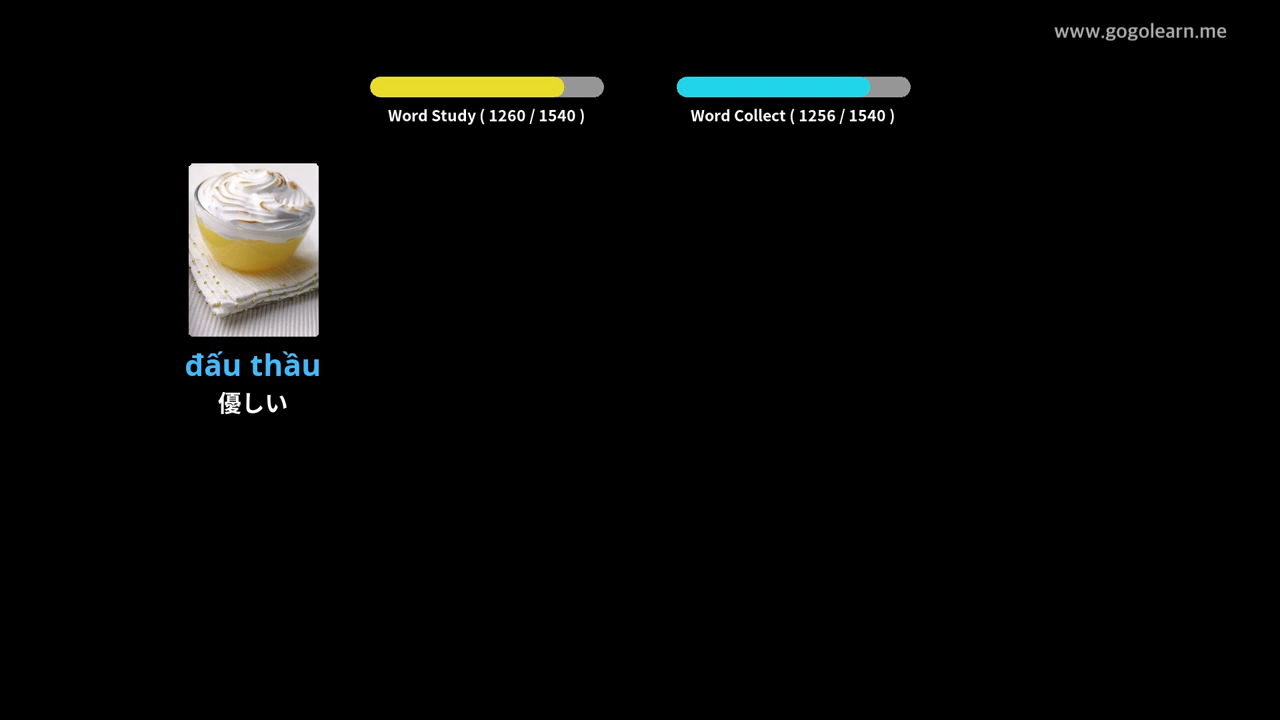 www.gogolearn.me
Word Study ( 1260 / 1540 )
Word Collect ( 1256 / 1540 )
đấu thầu
優しい